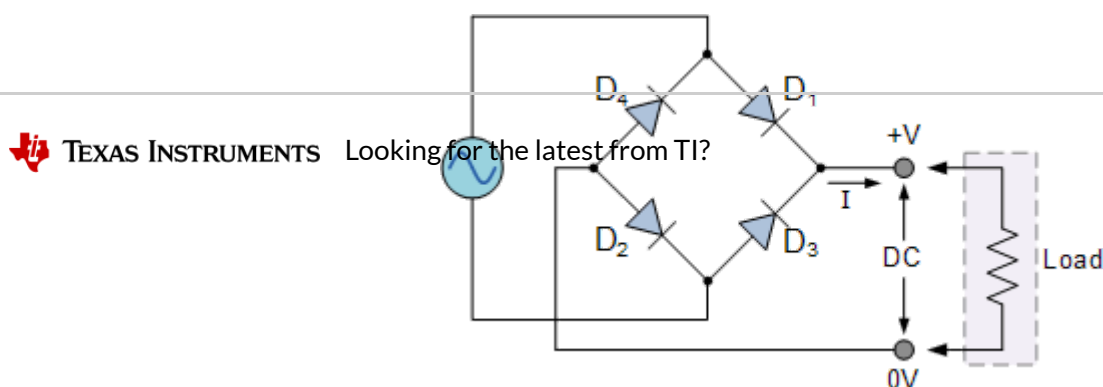 D₄ D₁
TEXAS INSTRUMENTS Looking for the latest from TI?
+V
I
D₂ D₃ DC Load
0V